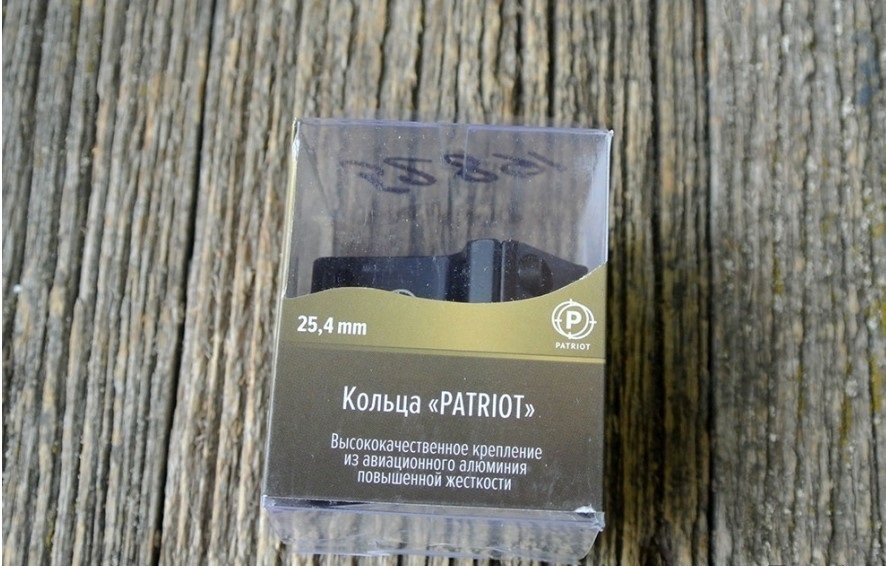 25,4 mm
P
PATRIOT
Кольца «PATRIOT»
Высококачественное крепление
из авиационного алюминия
повышенной жесткости